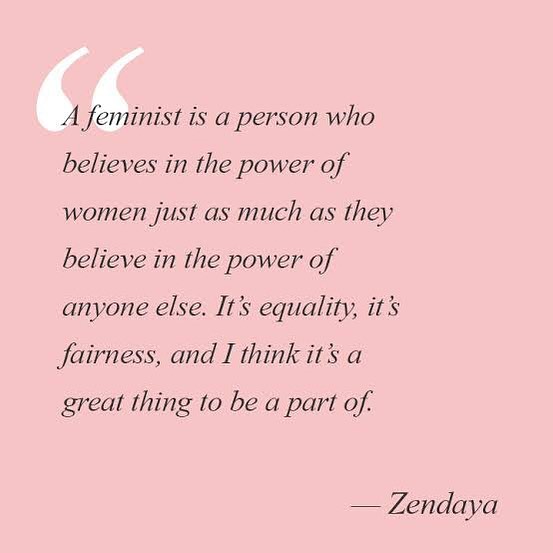 “
A feminist is a person who
believes in the power of
women just as much as they
believe in the power of
anyone else. It’s equality, it’s
fairness, and I think it’s a
great thing to be a part of.
— Zendaya